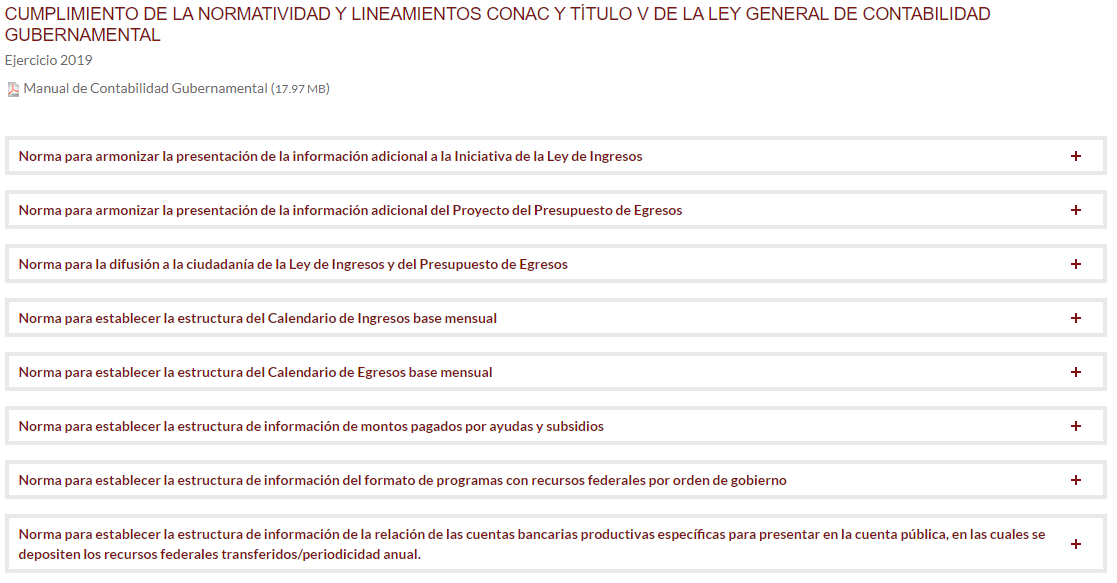 CUMPLIMIENTO DE LA NORMATIVIDAD Y LINEAMIENTOS CONAC Y TÍTULO V DE LA LEY GENERAL DE CONTABILIDAD
GUBERNAMENTAL
Ejercicio 2019
Manual de Contabilidad Gubernamental (17.97 MB)
Norma para armonizar la presentación de la información adicional a la Iniciativa de la Ley de Ingresos +
Norma para armonizar la presentación de la información adicional del Proyecto del Presupuesto de Egresos +
Norma para la difusión a la ciudadanía de la Ley de Ingresos y del Presupuesto de Egresos +
Norma para establecer la estructura del Calendario de Ingresos base mensual +
Norma para establecer la estructura del Calendario de Egresos base mensual +
Norma para establecer la estructura de información de montos pagados por ayudas y subsidios +
Norma para establecer la estructura de información del formato de programas con recursos federales por orden de gobierno +
Norma para establecer la estructura de información de la relación de las cuentas bancarias productivas específicas para presentar en la cuenta pública, en las cuales se
depositen los recursos federales transferidos/periodicidad anual. +